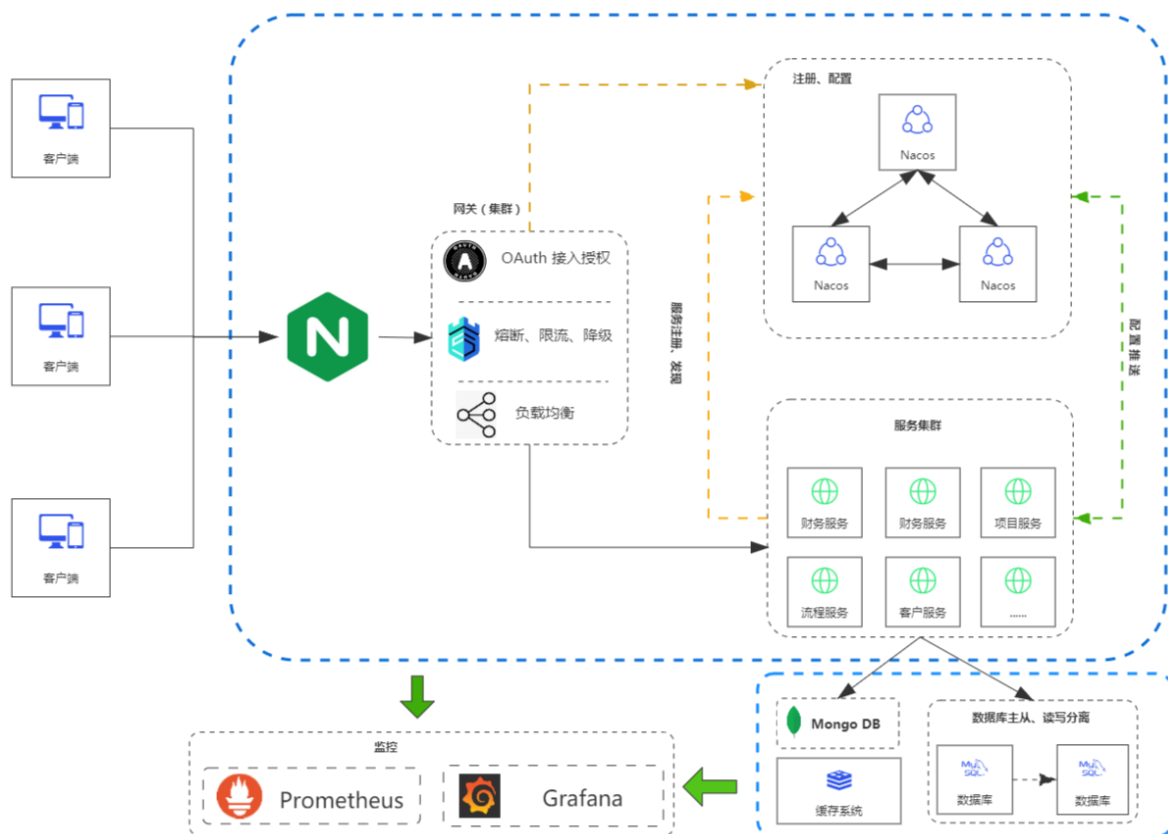 注册、配置
Nacos
Nacos
Nacos
客户端
客户端
客户端
N
网关（集群）
OAuth 接入授权
熔断、限流、降级
负载均衡
服务注册、发现
配置推送
服务集群
财务服务
财务服务
项目服务
流程服务
客户服务
......
Mongo DB
缓存系统
数据库主从、读写分离
MySQL
数据库
MySQL
数据库
监控
Prometheus
Grafana